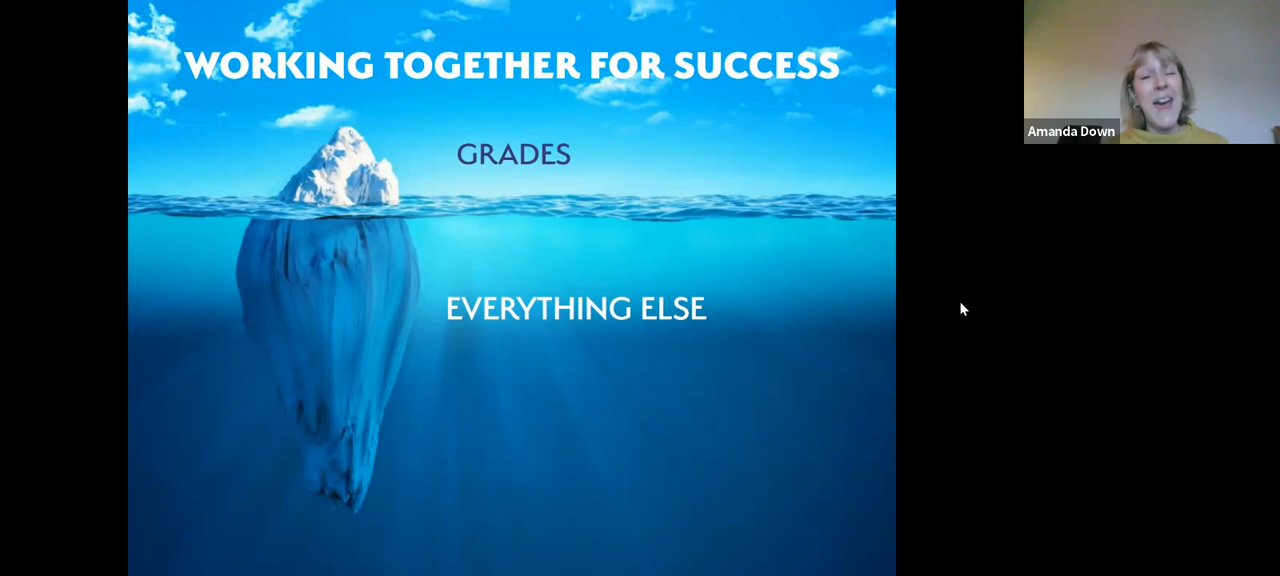 WORKING TOGETHER FOR SUCCESS
GRADES
EVERYTHING ELSE
Amanda Down